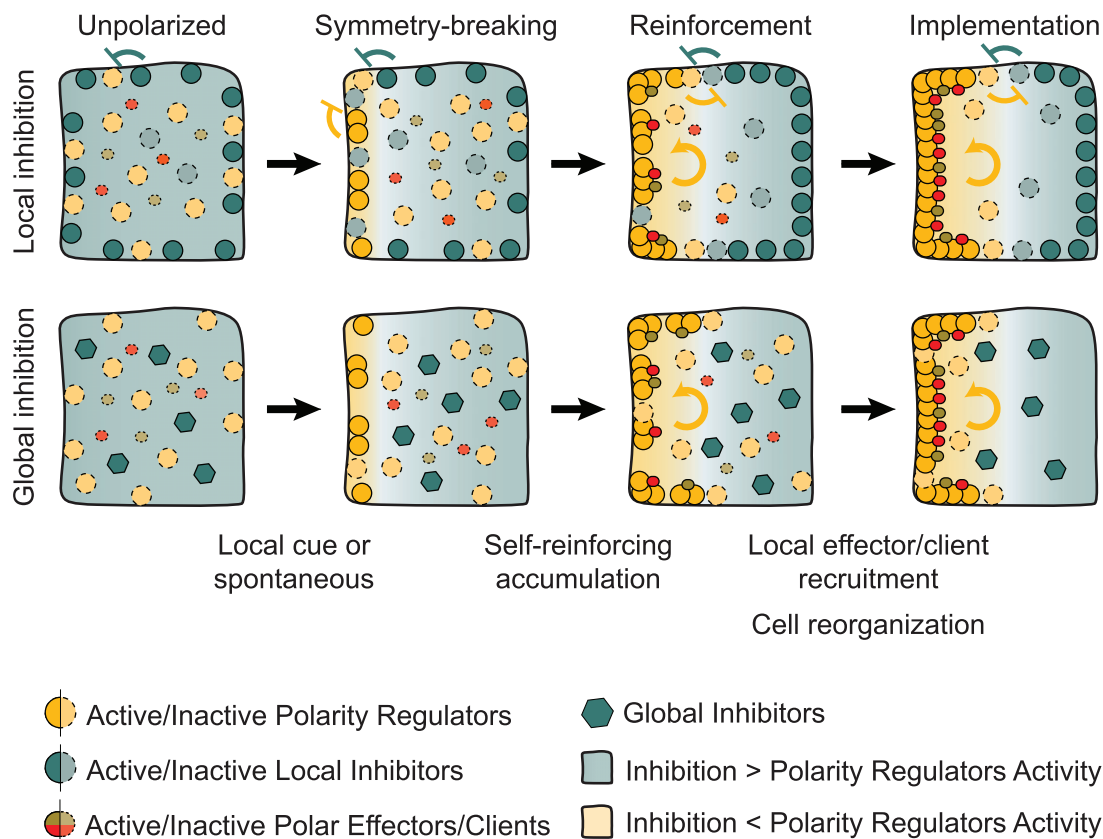 Unpolarized
Symmetry-breaking
Reinforcement
Implementation
Local inhibition
Global inhibition
Local cue or
spontaneous
Self-reinforcing
accumulation
Local effector/client
recruitment
Cell reorganization
Active/Inactive Polarity Regulators
Active/Inactive Local Inhibitors
Active/Inactive Polar Effectors/Clients
Global Inhibitors
Inhibition > Polarity Regulators Activity
Inhibition < Polarity Regulators Activity